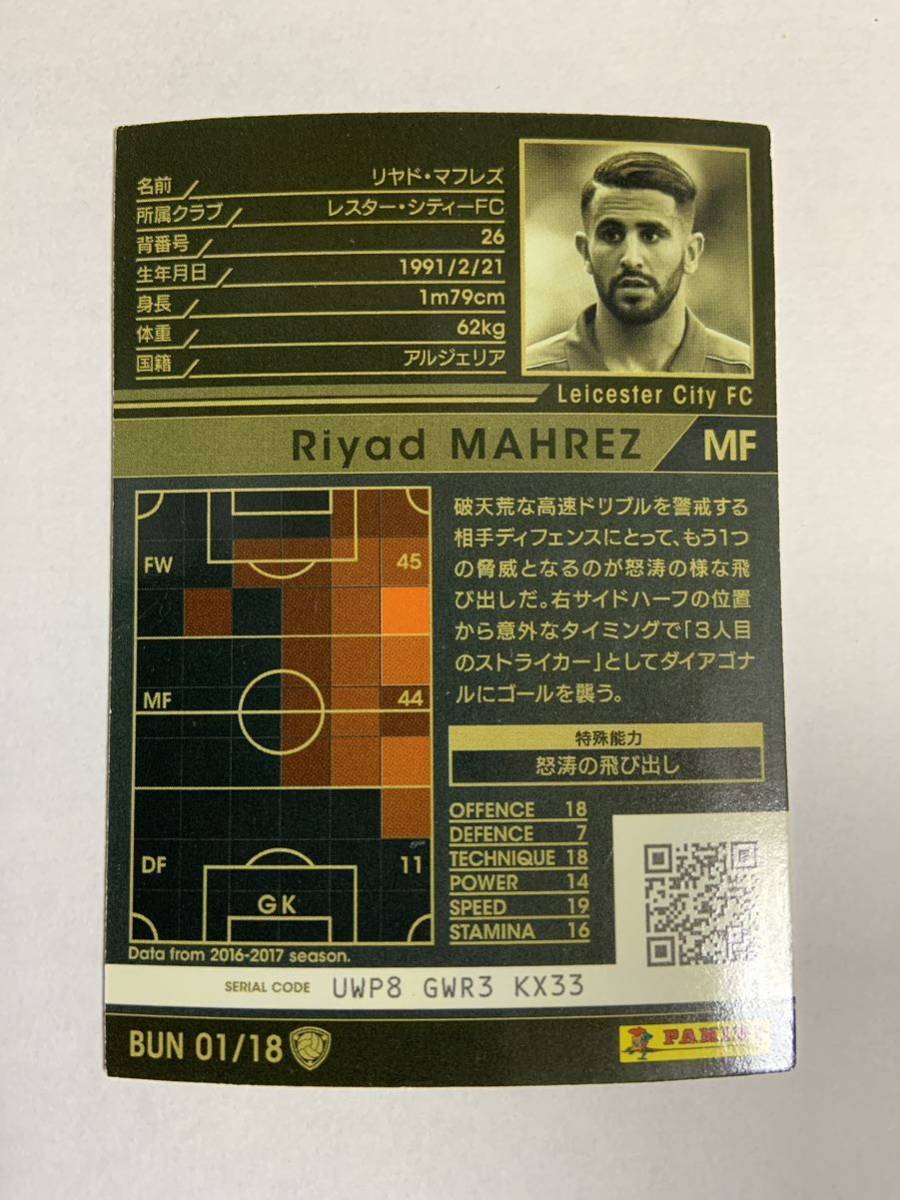 名前 リヤド・マフレズ
所属クラブ レスター・シティーFC
背番号 26
生年月日 1991/2/21
身長 1m79cm
体重 62kg
国籍 アルジェリア
Leicester City FC
Riyad MAHREZ MF
FW 45
MF 44
DF 11
GK
Data from 2016-2017 season.
破天荒な高速ドリブルを警戒する
相手ディフェンスにとって、もう1つ
の脅威となるのが怒涛の様な飛
び出しだ。右サイドハーフの位置
から意外なタイミングで「3人目
のストライカー」としてダイアゴナ
ルにゴールを襲う。
特殊能力
怒涛の飛び出し
OFFENCE 18
DEFENCE 7
TECHNIQUE 18
POWER 14
SPEED 19
STAMINA 16
SERIAL CODE UWP8 GWR3 KX33
BUN 01/18
PANINI